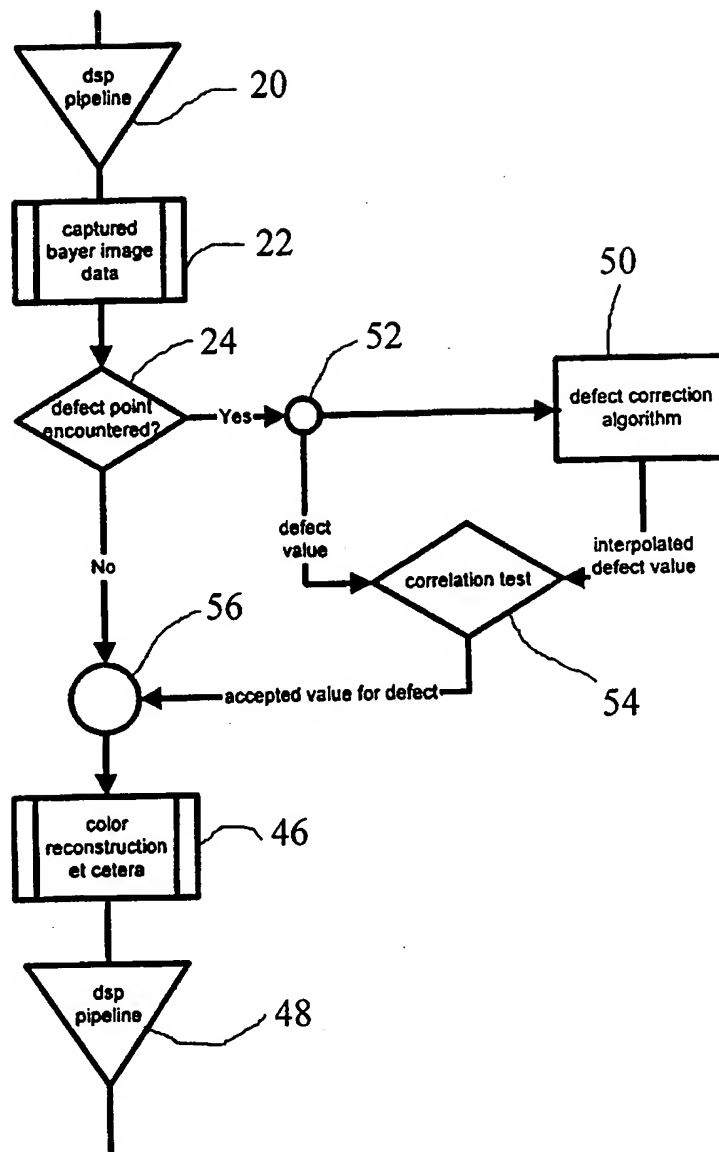 dsp
pipeline
20
captured
bayer image
data
22
50
24
52
defect point
encountered?
Yes
defect correction
algorithm
defect
value
interpolated
defect value
No
correlation test
56
accepted value for defect
54
color
reconstruction
et cetera
46
dsp
pipeline
48